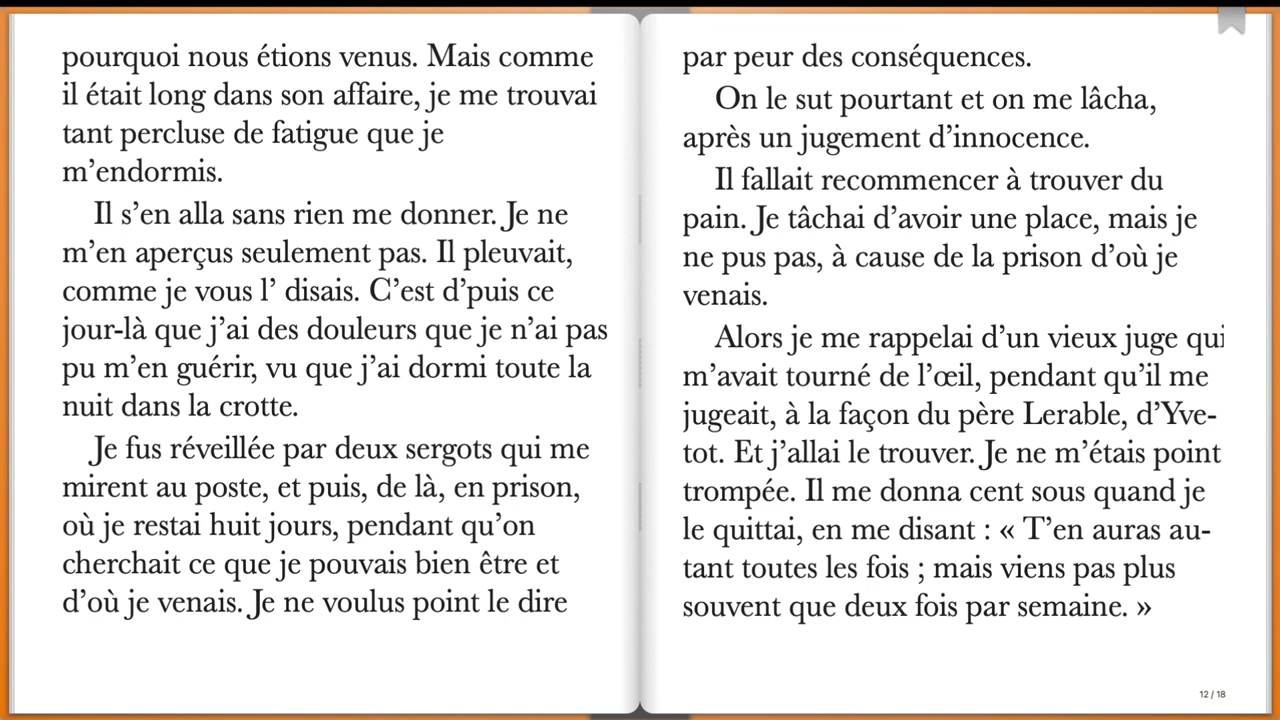 pourquoi nous étions venus. Mais comme
il était long dans son affaire, je me trouvai
tant percluse de fatigue que je
m’endormis.
Il s’en alla sans rien me donner. Je ne
m’en aperçus seulement pas. Il pleuvait,
comme je vous l’ disais. C’est d’puis ce
jour-là que j’ai des douleurs que je n’ai pas
pu m’en guérir, vu que j’ai dormi toute la
nuit dans la crotte.
Je fus réveillée par deux sergots qui me
mirent au poste, et puis, de là, en prison,
où je restai huit jours, pendant qu’on
cherchait ce que je pouvais bien être et
d’où je venais. Je ne voulus point le dire
par peur des conséquences.
On le sut pourtant et on me lâcha,
après un jugement d’innocence.
Il fallait recommencer à trouver du
pain. Je tâchai d’avoir une place, mais je
ne pus pas, à cause de la prison d’où je
venais.
Alors je me rappelai d’un vieux juge qui
m’avait tourné de l’œil, pendant qu’il me
jugeait, à la façon du père Lerable, d’Yve-
tot. Et j’allai le trouver. Je ne m’étais point
trompée. Il me donna cent sous quand je
le quittai, en me disant : « T’en auras au-
tant toutes les fois ; mais viens pas plus
souvent que deux fois par semaine. »
12 / 18